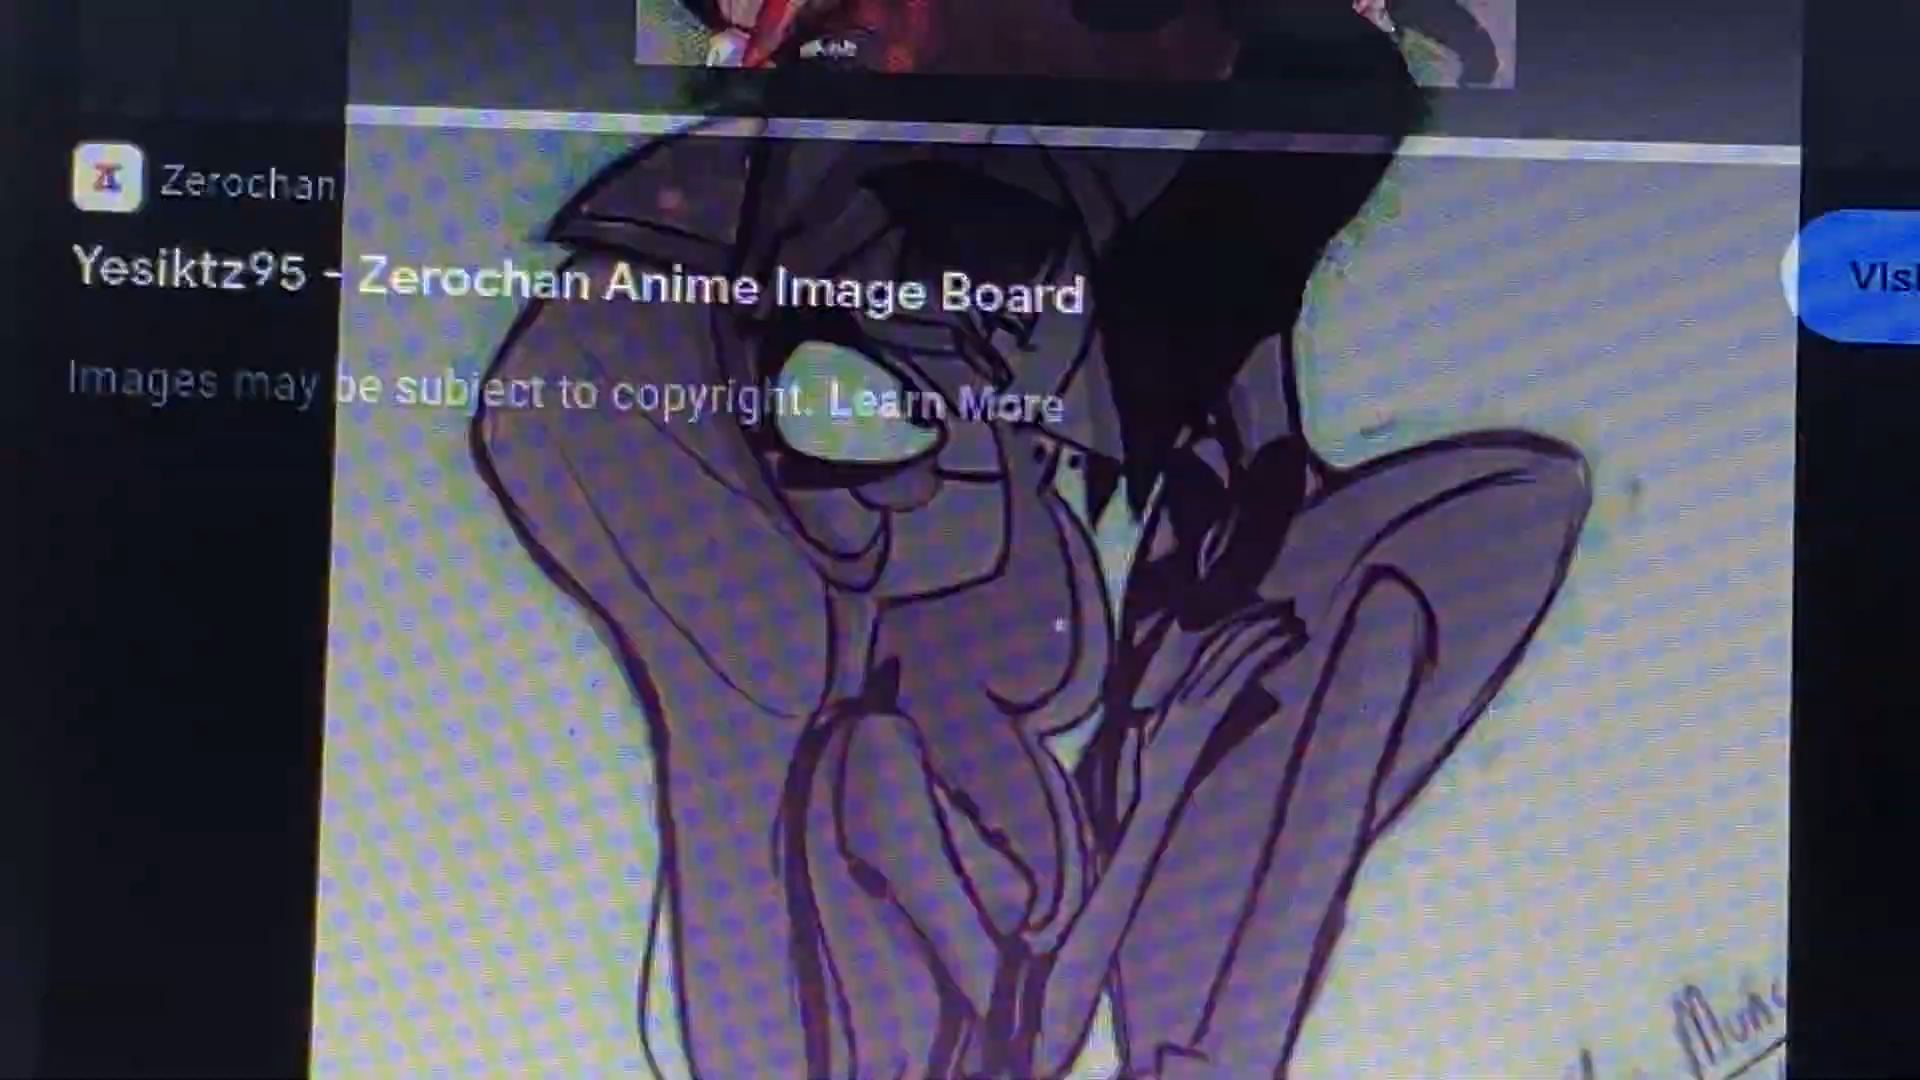 Zerochan
Yesiktz95 - Zerochan Anime Image Board
Images may be subject to copyright. Learn More